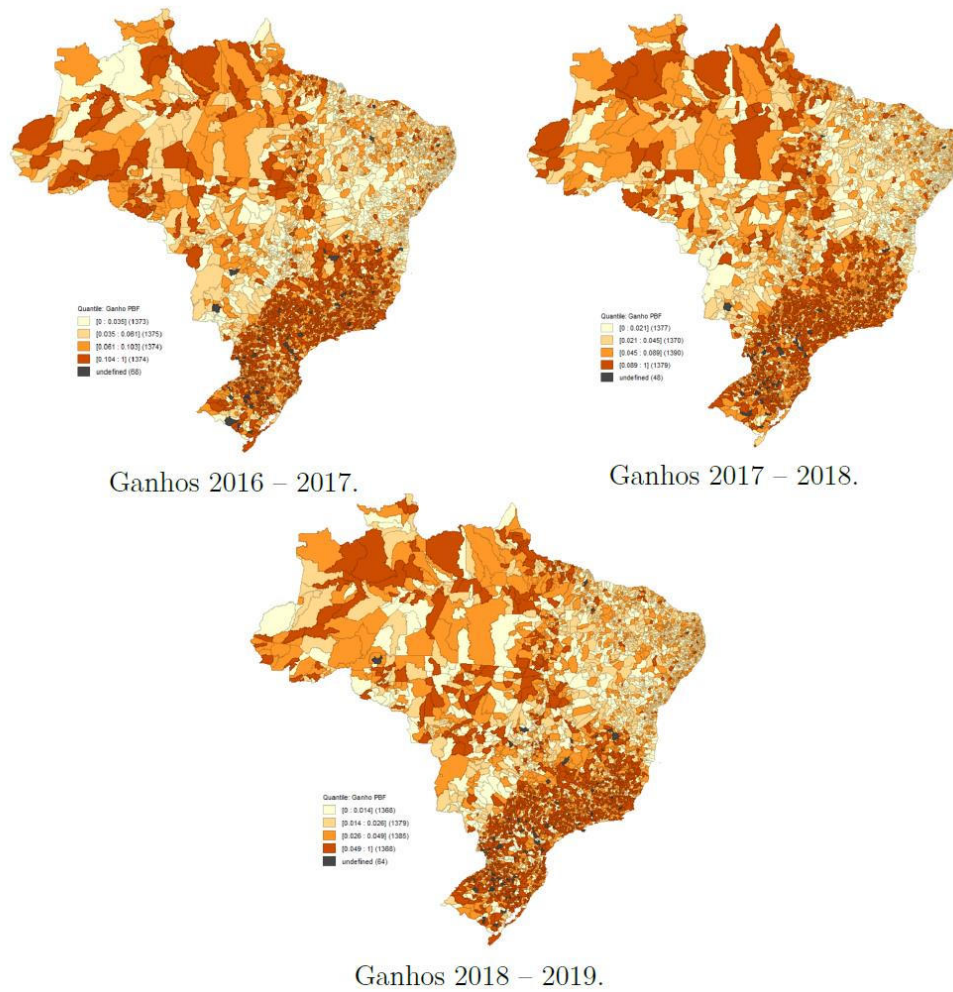 Quantile: Ganho PBF
[0 : 0.035] (1373)
[0.035 : 0.061] (1375)
[0.061 : 0.103] (1374)
[0.104 : 1] (1374)
undefined (68)
Ganhos 2016 – 2017.
Quantile: Ganho PBF
[0 : 0.021] (1377)
[0.021 : 0.045] (1370)
[0.045 : 0.089] (1390)
[0.089 : 1] (1379)
undefined (48)
Ganhos 2017 – 2018.
Quantile: Ganho PBF
[0 : 0.014] (1368)
[0.014 : 0.026] (1379)
[0.026 : 0.049] (1385)
[0.049 : 1] (1368)
undefined (64)
Ganhos 2018 – 2019.